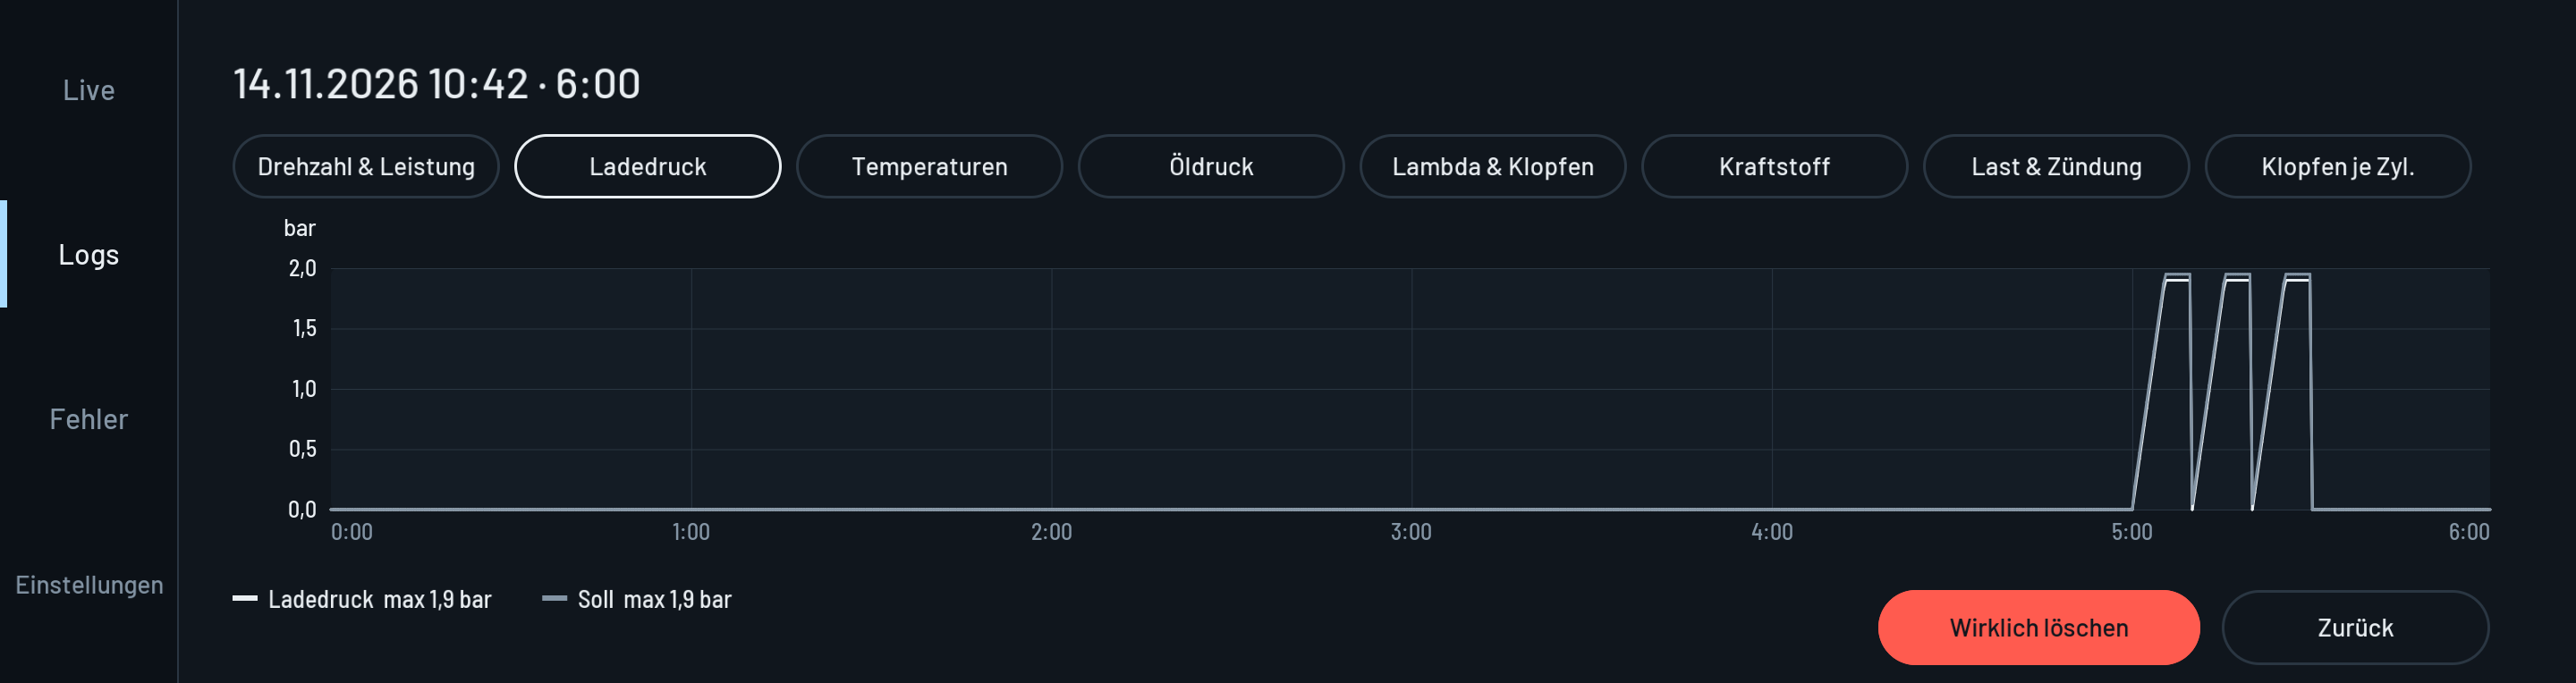 Live
Logs
Fehler
Einstellungen
14.11.2026 10:42 · 6:00
Drehzahl & Leistung Ladedruck Temperaturen Öldruck Lambda & Klopfen Kraftstoff Last & Zündung Klopfen je Zyl.
bar
2,0
1,5
1,0
0,5
0,0
0:00 1:00 2:00 3:00 4:00 5:00 6:00
Ladedruck max 1,9 bar Soll max 1,9 bar
Wirklich löschen Zurück